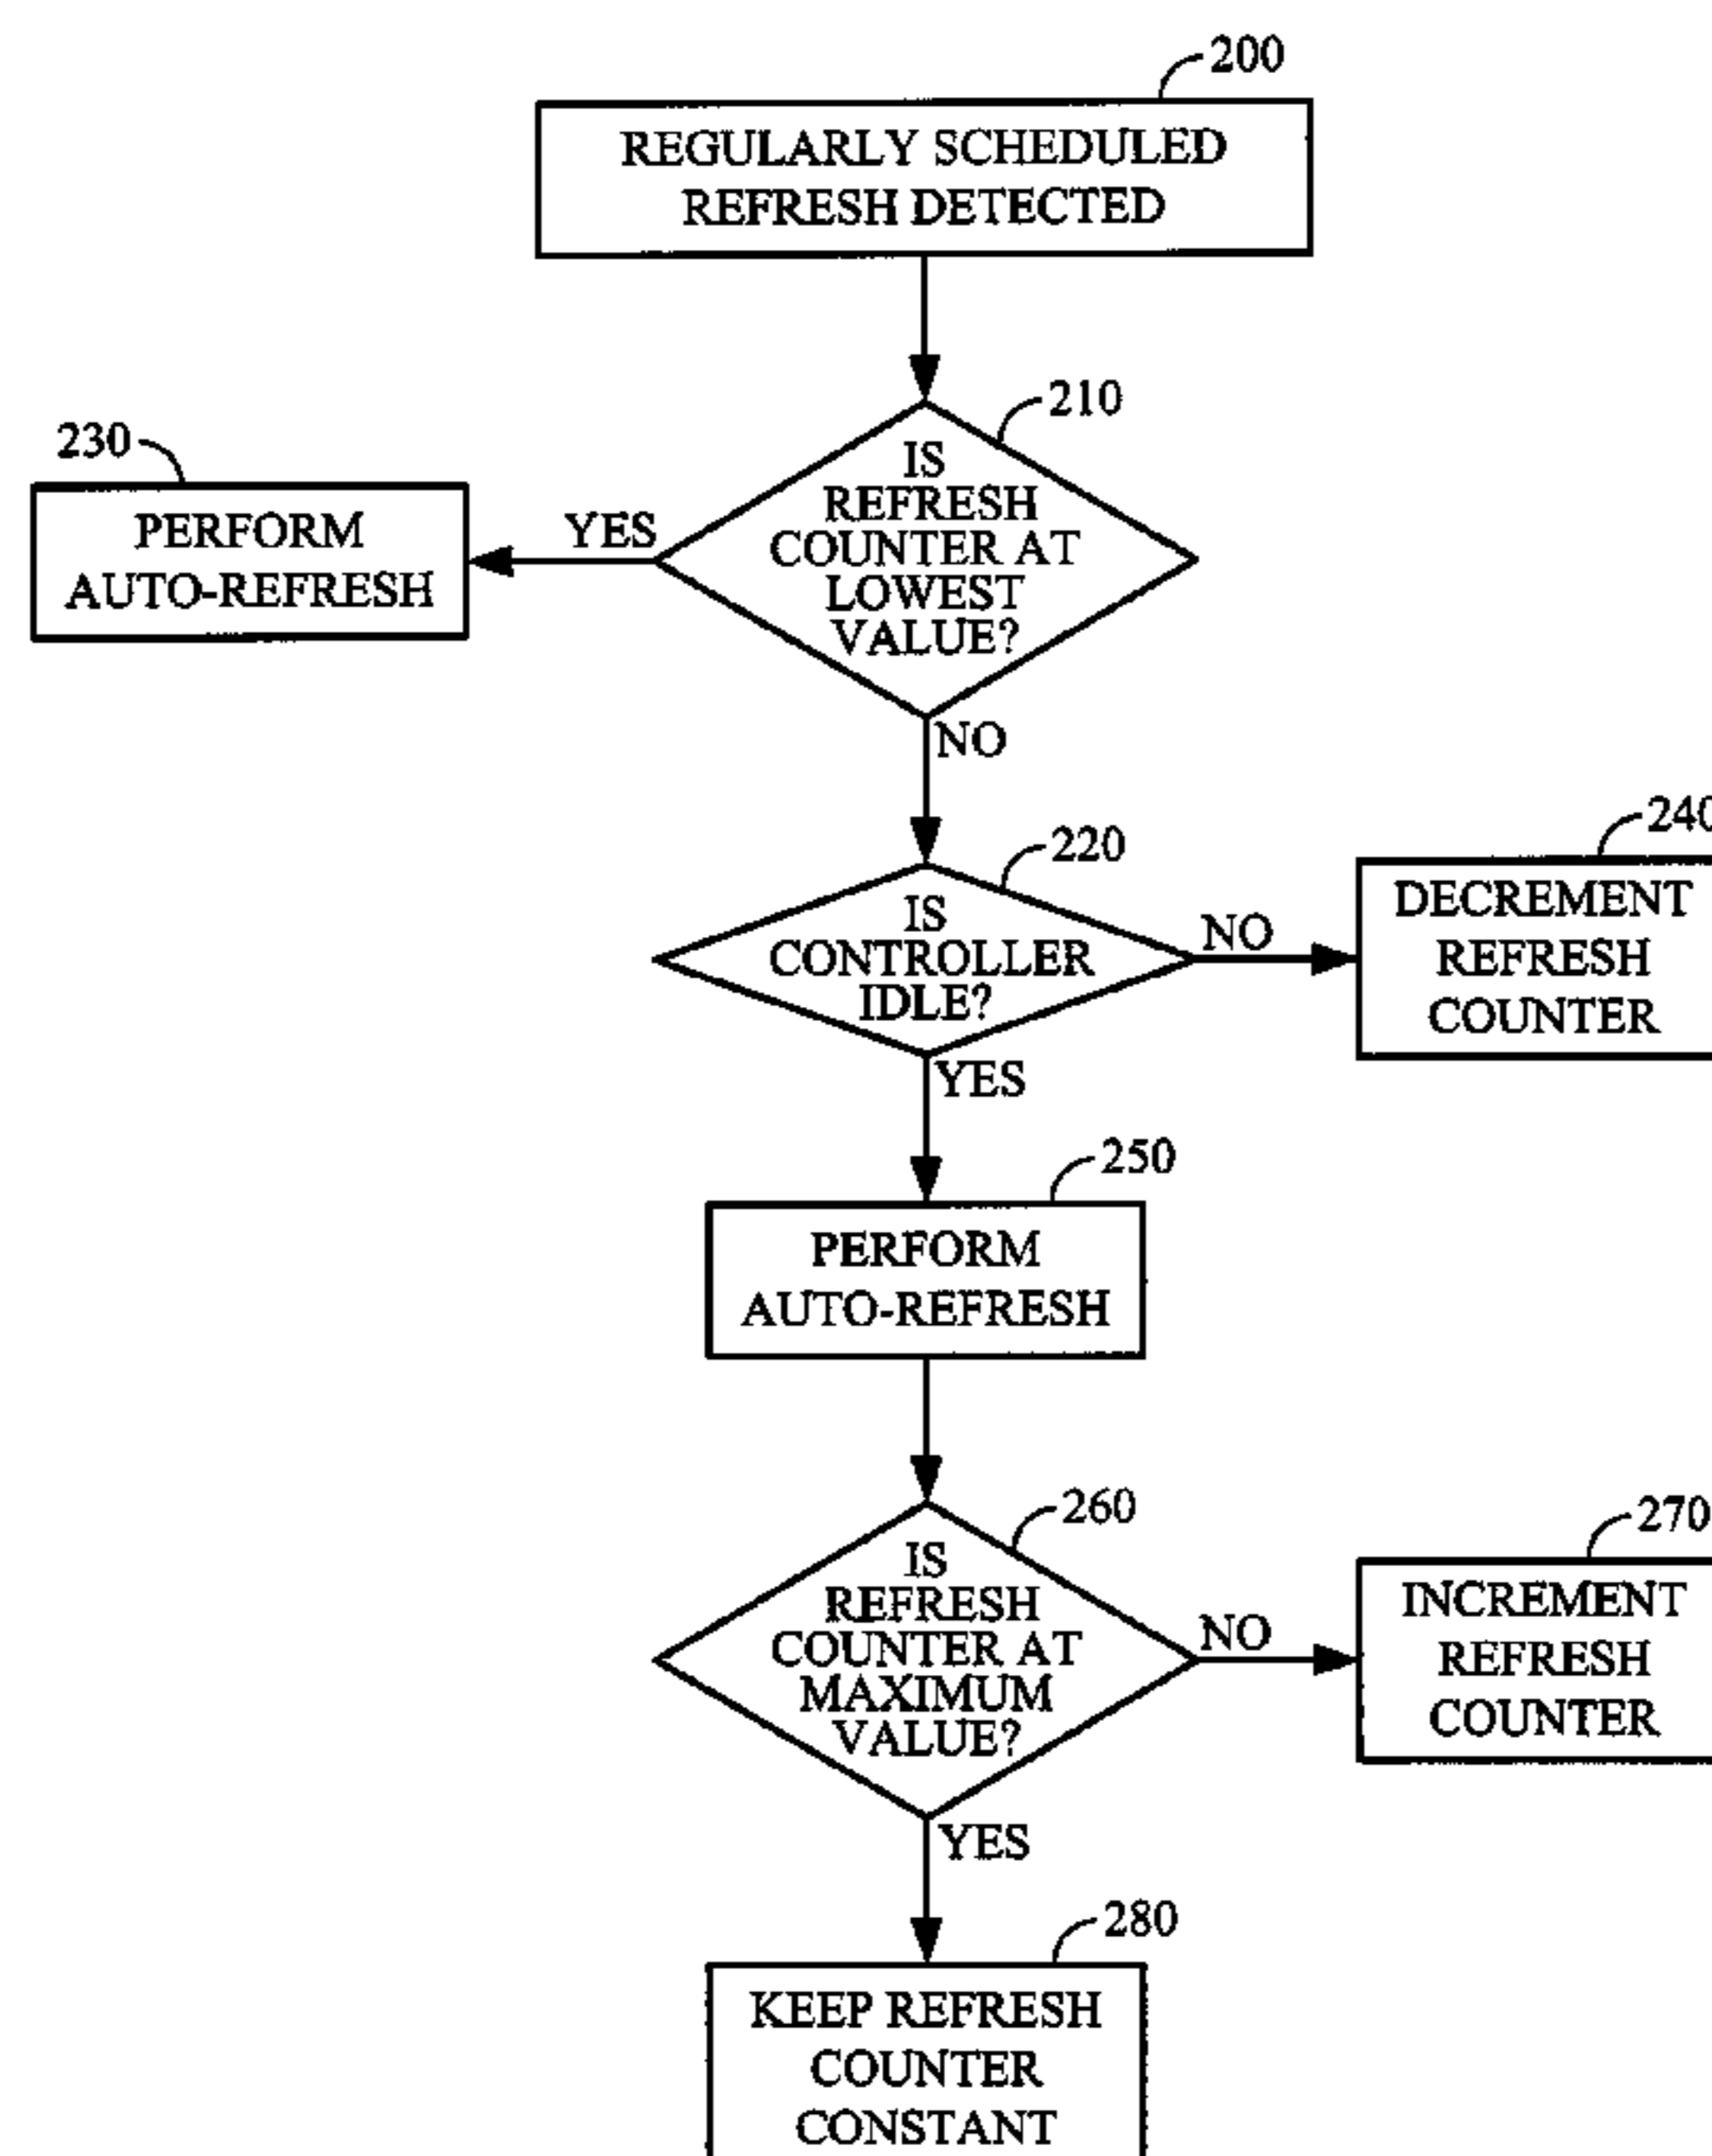 200
REGULARLY SCHEDULED
REFRESH DETECTED
210
IS
REFRESH
COUNTER AT
LOWEST
VALUE?
YES
230
PERFORM
AUTO-REFRESH
NO
220
IS
CONTROLLER
IDLE?
NO
240
DECREMENT
REFRESH
COUNTER
YES
250
PERFORM
AUTO-REFRESH
260
IS
REFRESH
COUNTER AT
MAXIMUM
VALUE?
NO
270
INCREMENT
REFRESH
COUNTER
YES
280
KEEP REFRESH
COUNTER
CONSTANT